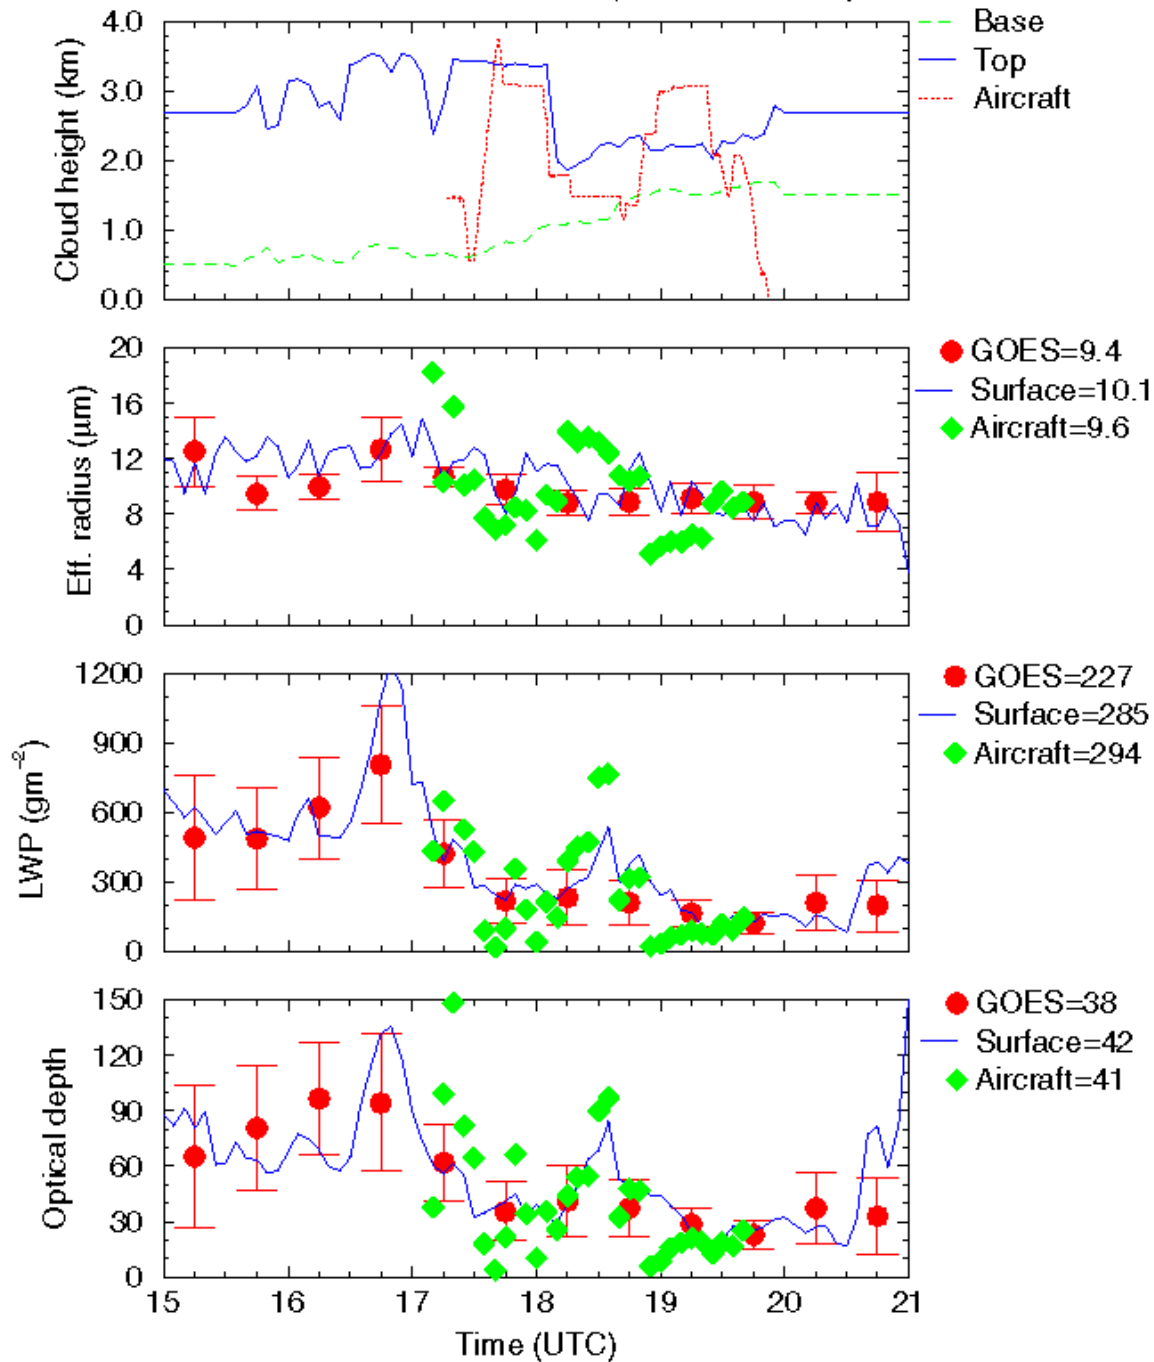 Base
Top
Aircraft
4.0
3.0
2.0
1.0
0.0
Cloud height (km)
GOES=9.4
Surface=10.1
Aircraft=9.6
20
16
12
8
4
0
Eff. radius (μm)
GOES=227
Surface=285
Aircraft=294
1200
900
600
300
0
LWP (gm⁻²)
GOES=38
Surface=42
Aircraft=41
150
120
90
60
30
0
Optical depth
15 16 17 18 19 20 21
Time (UTC)